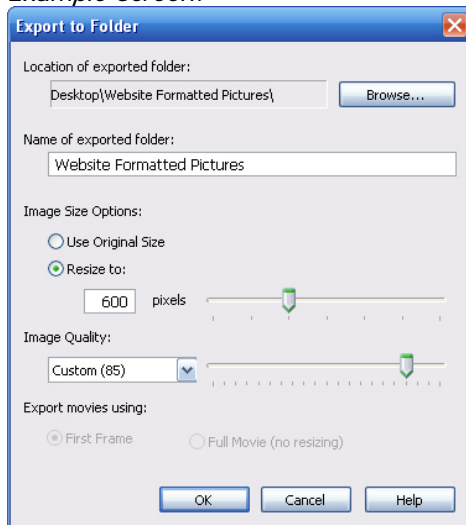 Example Screen:
Export to Folder
Location of exported folder:
Desktop\Website Formatted Pictures\
Browse...
Name of exported folder:
Website Formatted Pictures
Image Size Options:
Use Original Size
Resize to:
600 pixels
Image Quality:
Custom (85)
Export movies using:
First Frame Full Movie (no resizing)
OK Cancel Help